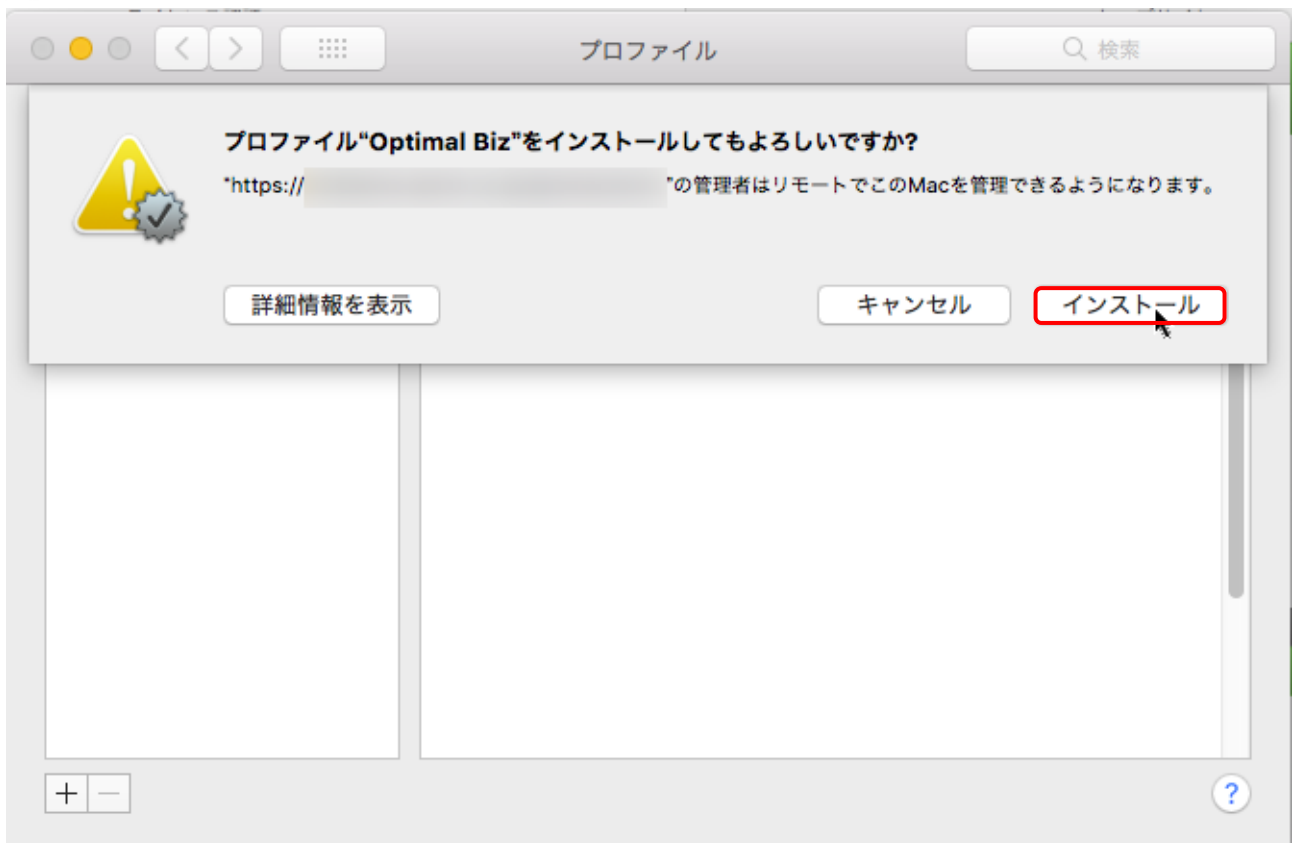 プロファイル
検索
プロファイル“Optimal Biz”をインストールしてもよろしいですか?
“https://”の管理者はリモートでこのMacを管理できるようになります。
詳細情報を表示
キャンセル
インストール
?